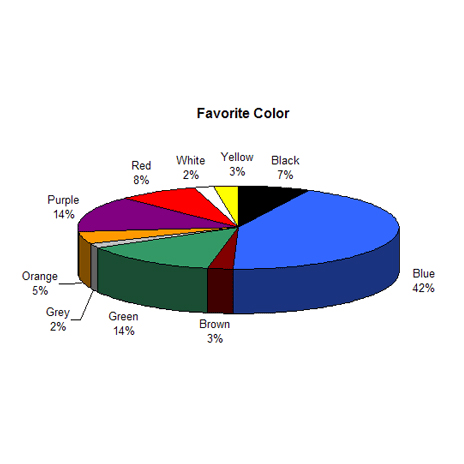 Favorite Color
Yellow
3%
Black
7%
White
2%
Red
8%
Purple
14%
Blue
42%
Orange
5%
Grey
2%
Green
14%
Brown
3%